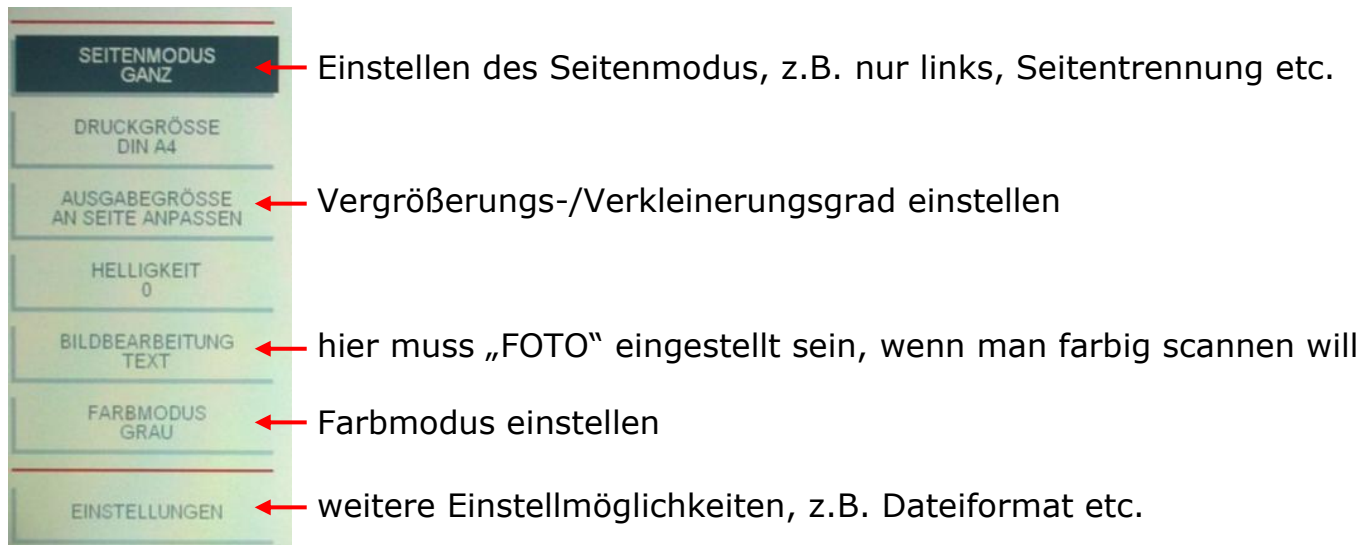 SEITENMODUS
GANZ
Einstellen des Seitenmodus, z.B. nur links, Seitentrennung etc.
DRUCKGRÖSSE
DIN A4
AUSGABEGRÖSSE
AN SEITE ANPASSEN
Vergrößerungs-/Verkleinerungsgrad einstellen
HELLIGKEIT
0
BILDBEARBEITUNG
TEXT
hier muss „FOTO“ eingestellt sein, wenn man farbig scannen will
FARBMODUS
GRAU
Farbmodus einstellen
EINSTELLUNGEN
weitere Einstellmöglichkeiten, z.B. Dateiformat etc.